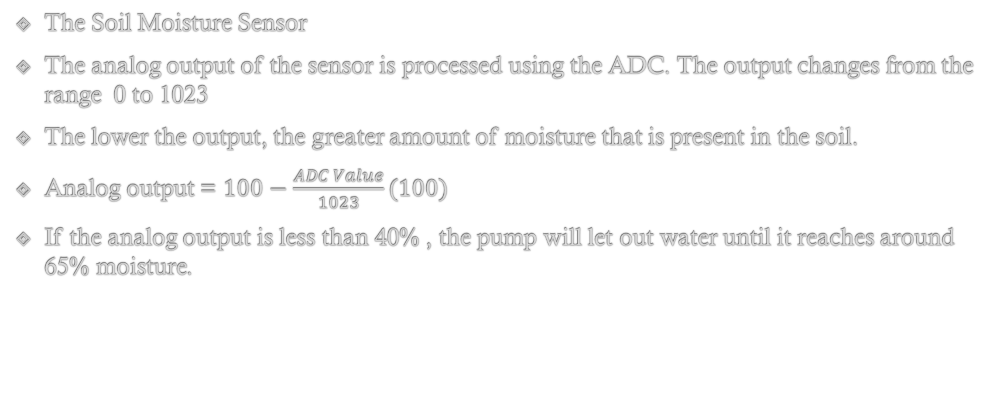 The Soil Moisture Sensor
The analog output of the sensor is processed using the ADC. The output changes from the
range 0 to 1023
The lower the output, the greater amount of moisture that is present in the soil.
Analog output = 100 − ADC Value/1023 (100)
If the analog output is less than 40% , the pump will let out water until it reaches around
65% moisture.